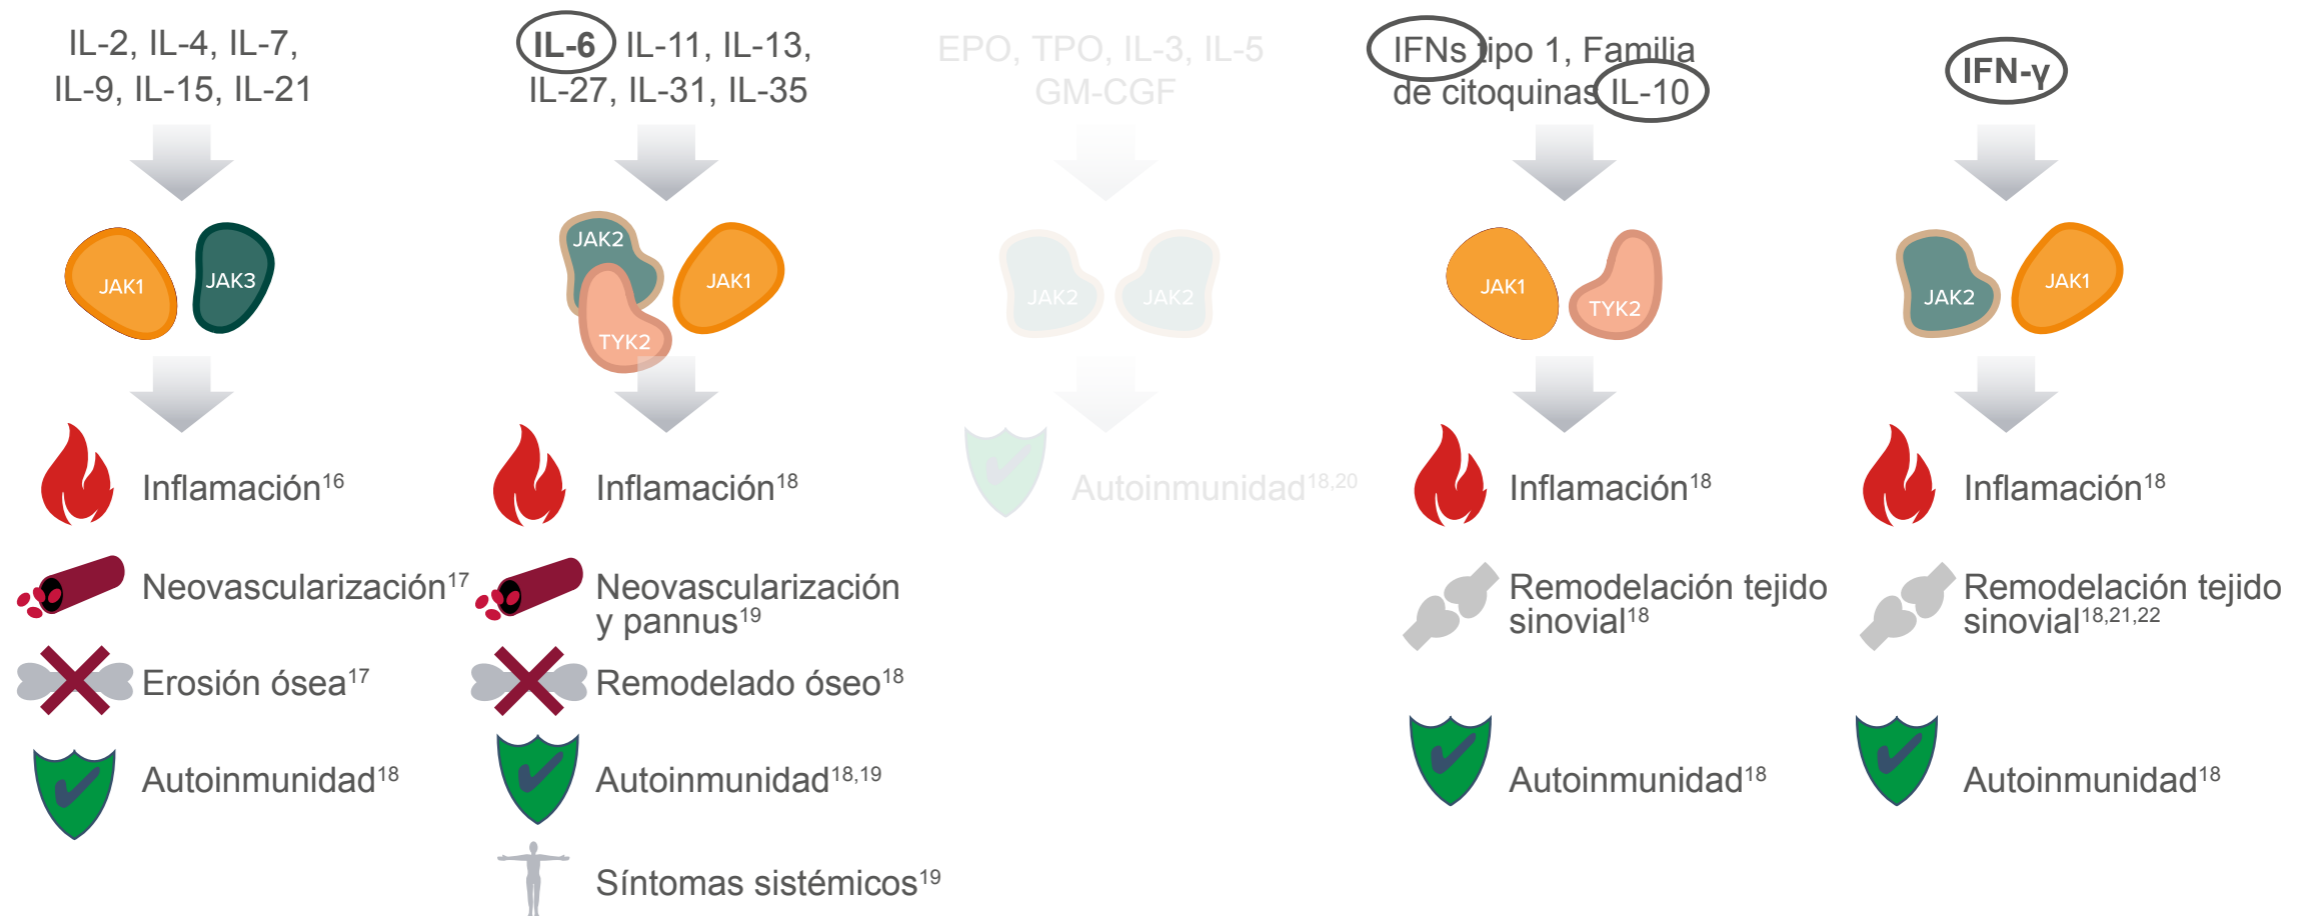 IL-2, IL-4, IL-7,
IL-9, IL-15, IL-21
JAK1
JAK3
Inflamación16
Neovascularización17
Erosión ósea17
Autoinmunidad18
IL-6 IL-11, IL-13,
IL-27, IL-31, IL-35
JAK2
TYK2
JAK1
Inflamación18
Neovascularización
y pannus19
Remodelado óseo18
Autoinmunidad18,19
Síntomas sistémicos19
EPO, TPO, IL-3, IL-5
GM-CGF
JAK2
JAK2
Autoinmunidad18,20
IFNs tipo 1, Familia
de citoquinas IL-10
JAK1
TYK2
Inflamación18
Remodelación tejido
sinovial18
Autoinmunidad18
IFN-γ
JAK2
JAK1
Inflamación18
Remodelación tejido
sinovial18,21,22
Autoinmunidad18